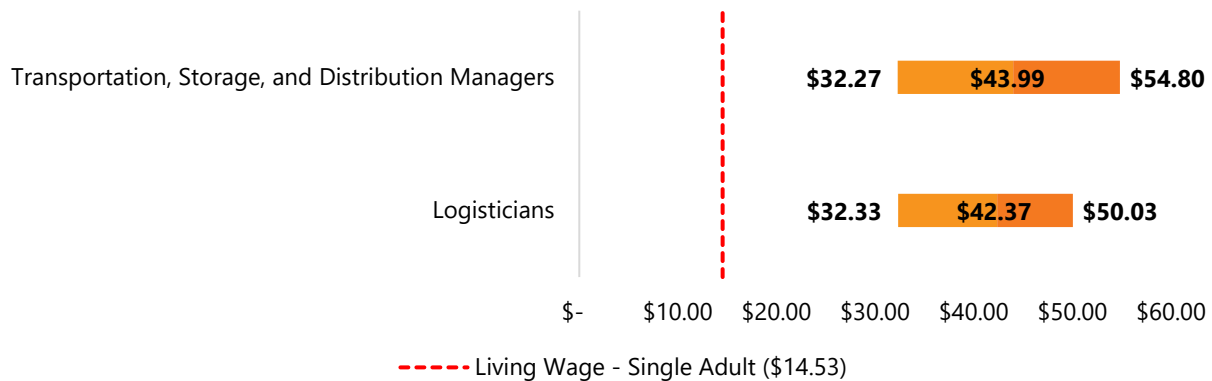 Transportation, Storage, and Distribution Managers $32.27 $43.99 $54.80
Logisticians $32.33 $42.37 $50.03
$- $10.00 $20.00 $30.00 $40.00 $50.00 $60.00
Living Wage - Single Adult ($14.53)